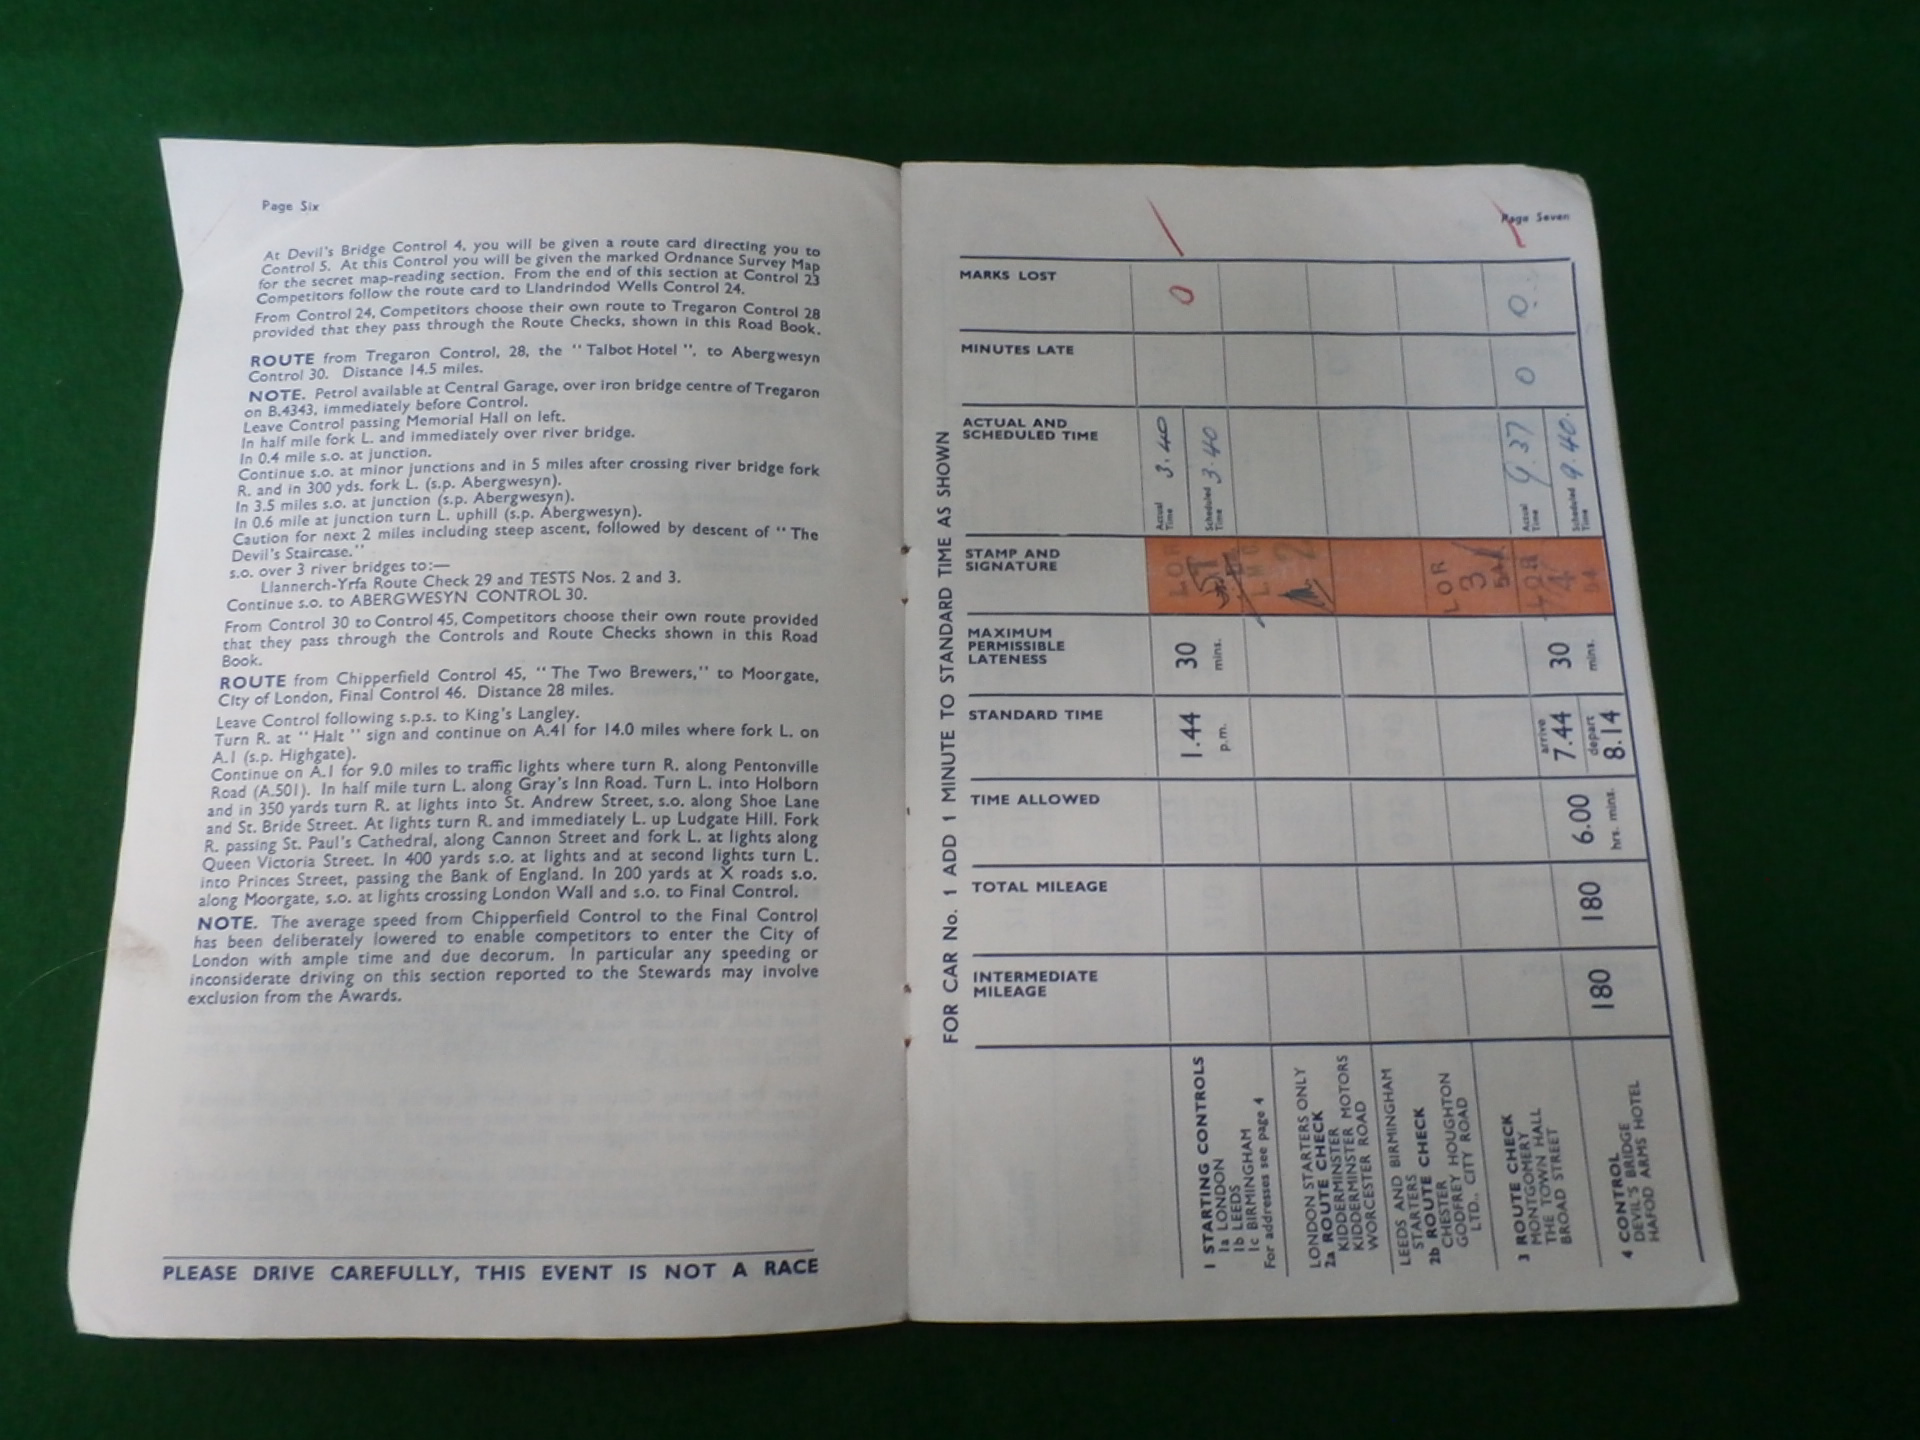 Page Six
At Devil's Bridge Control 4, you will be given a route card directing you to
Control 5. At this Control you will be given the marked Ordnance Survey Map
for the secret map-reading section. From the end of this section at Control 23
Competitors follow the route card to Llandrindod Wells Control 24.
From Control 24, Competitors choose their own route to Tregaron Control 28
provided that they pass through the Route Checks, shown in this Road Book.
ROUTE from Tregaron Control, 28, the "Talbot Hotel", to Abergwesyn
Control 30. Distance 14.5 miles.
NOTE. Petrol available at Central Garage, over iron bridge centre of Tregaron
on B.4343, immediately before Control.
Leave Control passing Memorial Hall on left.
In half mile fork L. and immediately over river bridge.
In 0.4 mile s.o. at junction.
Continue s.o. at minor junctions and in 5 miles after crossing river bridge fork
R. and in 300 yds. fork L. (s.p. Abergwesyn).
In 3.5 miles s.o. at junction (s.p. Abergwesyn).
In 0.6 mile at junction turn L. uphill (s.p. Abergwesyn).
Caution for next 2 miles including steep ascent, followed by descent of "The
Devil's Staircase."
s.o. over 3 river bridges to:—
Llannerch-Yrfa Route Check 29 and TESTS Nos. 2 and 3.
Continue s.o. to ABERGWESYN CONTROL 30.
From Control 30 to Control 45, Competitors choose their own route provided
that they pass through the Controls and Route Checks shown in this Road
Book.
ROUTE from Chipperfield Control 45, "The Two Brewers," to Moorgate,
City of London, Final Control 46. Distance 28 miles.
Leave Control following s.p.s. to King's Langley.
Turn R. at "Halt" sign and continue on A.41 for 14.0 miles where fork L. on
A.1 (s.p. Highgate).
Continue on A.1 for 9.0 miles to traffic lights where turn R. along Pentonville
Road (A.501). In half mile turn L. along Gray's Inn Road. Turn L. into Holborn
and in 350 yards turn R. at lights into St. Andrew Street, s.o. along Shoe Lane
and St. Bride Street. At lights turn R. and immediately L. up Ludgate Hill. Fork
R. passing St. Paul's Cathedral, along Cannon Street and fork L. at lights along
Queen Victoria Street. In 400 yards s.o. at lights and at second lights turn L.
into Princes Street, passing the Bank of England. In 200 yards at X roads s.o.
along Moorgate, s.o. at lights crossing London Wall and s.o. to Final Control.
NOTE. The average speed from Chipperfield Control to the Final Control
has been deliberately lowered to enable competitors to enter the City of
London with ample time and due decorum. In particular any speeding or
inconsiderate driving on this section reported to the Stewards may involve
exclusion from the Awards.
PLEASE DRIVE CAREFULLY, THIS EVENT IS NOT A RACE
Page Seven
FOR CAR No. 1 ADD 1 MINUTE TO STANDARD TIME AS SHOWN
MARKS LOST
0
0
MINUTES LATE
0
ACTUAL AND
SCHEDULED TIME
Actual Time 3.40
Scheduled Time 3.40
Actual Time 9.37
Scheduled Time 9.40.
STAMP AND
SIGNATURE
LOR
LOR
3
4
MAXIMUM
PERMISSIBLE
LATENESS
30
mins.
30
mins.
STANDARD TIME
1.44
p.m.
arrive
7.44
depart
8.14
TIME ALLOWED
6.00
hrs. mins.
TOTAL MILEAGE
180
INTERMEDIATE
MILEAGE
180
1 STARTING CONTROLS
1a LONDON
1b LEEDS
1c BIRMINGHAM
For addresses see page 4
LONDON STARTERS ONLY
2a ROUTE CHECK
KIDDERMINSTER
KIDDERMINSTER MOTORS
WORCESTER ROAD
LEEDS AND BIRMINGHAM
STARTERS
2b ROUTE CHECK
CHESTER
GODFREY HOUGHTON
LTD., CITY ROAD
3 ROUTE CHECK
MONTGOMERY
THE TOWN HALL
BROAD STREET
4 CONTROL
DEVIL'S BRIDGE
HAFOD ARMS HOTEL